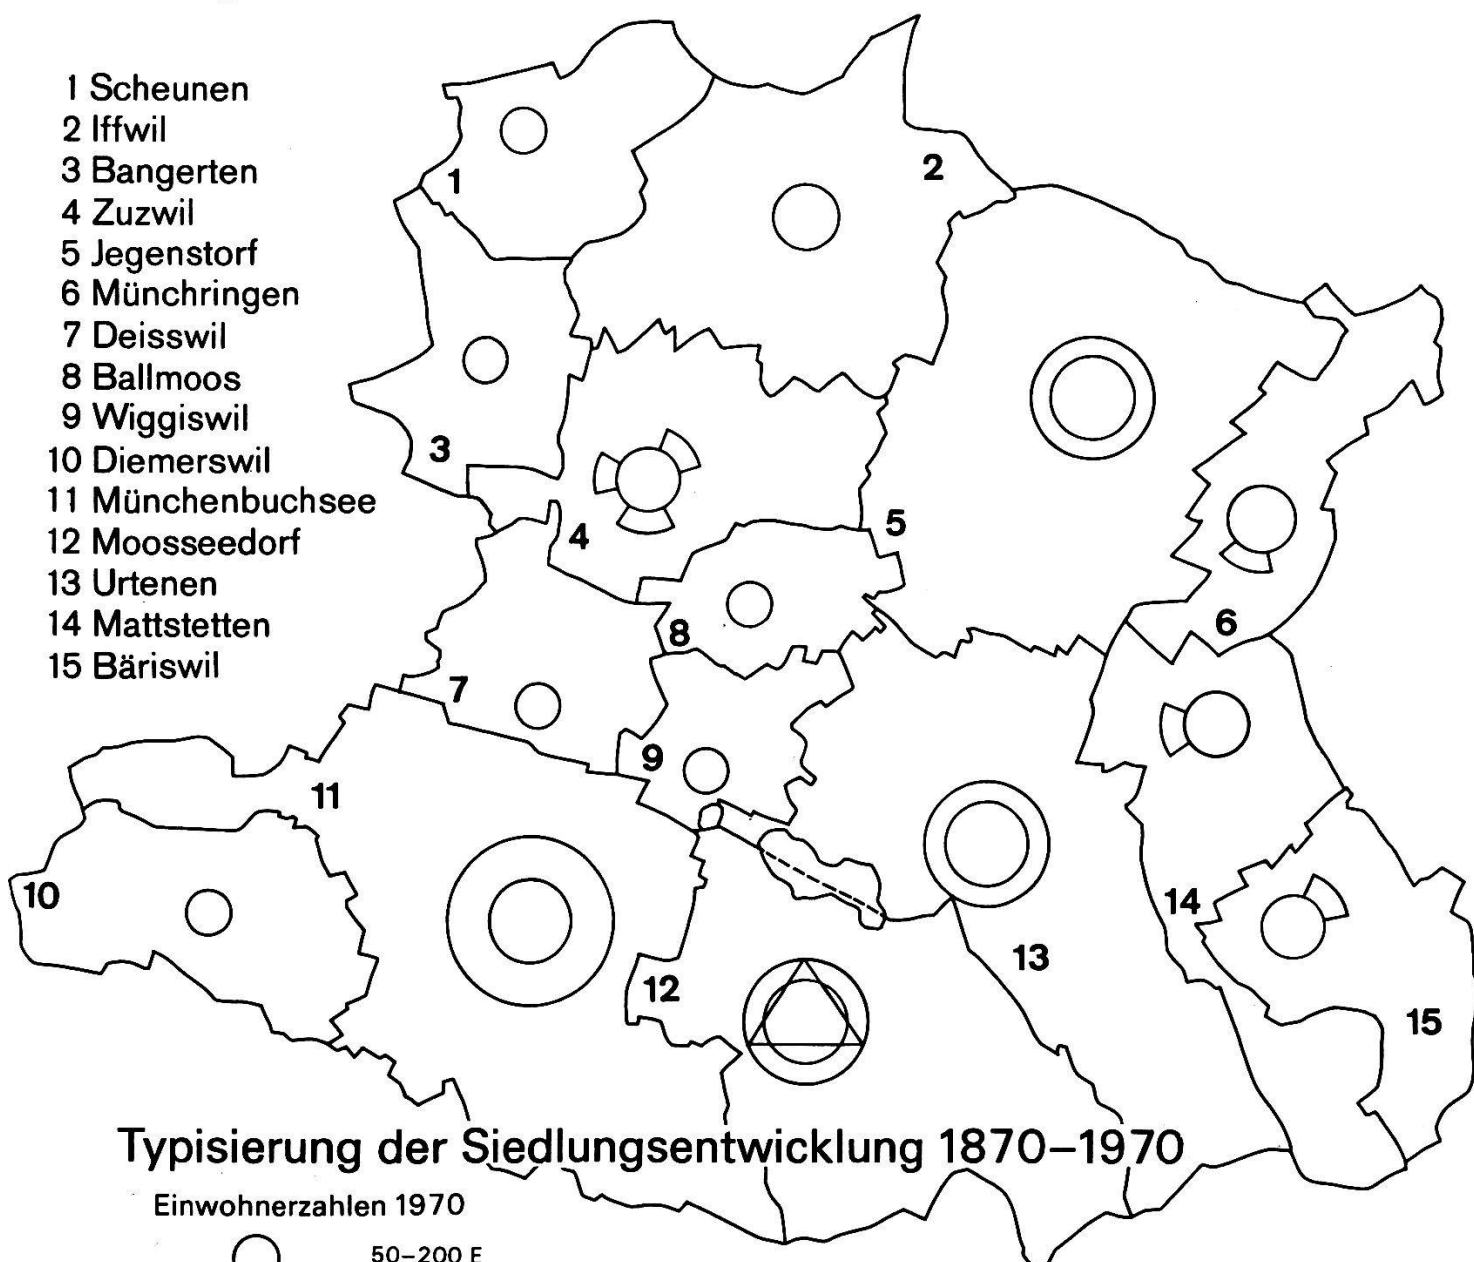 1 Scheunen
2 Iffwil
3 Bangerten
4 Zuzwil
5 Jegenstorf
6 Münchringen
7 Deisswil
8 Ballmoos
9 Wiggiswil
10 Diemerswil
11 Münchenbuchsee
12 Moosseedorf
13 Urtenen
14 Mattstetten
15 Bäriswil
1
2
3
4
5
6
8
7
9
11
10
14
13
12
15
Typisierung der Siedlungsentwicklung 1870–1970
Einwohnerzahlen 1970
50–200 E